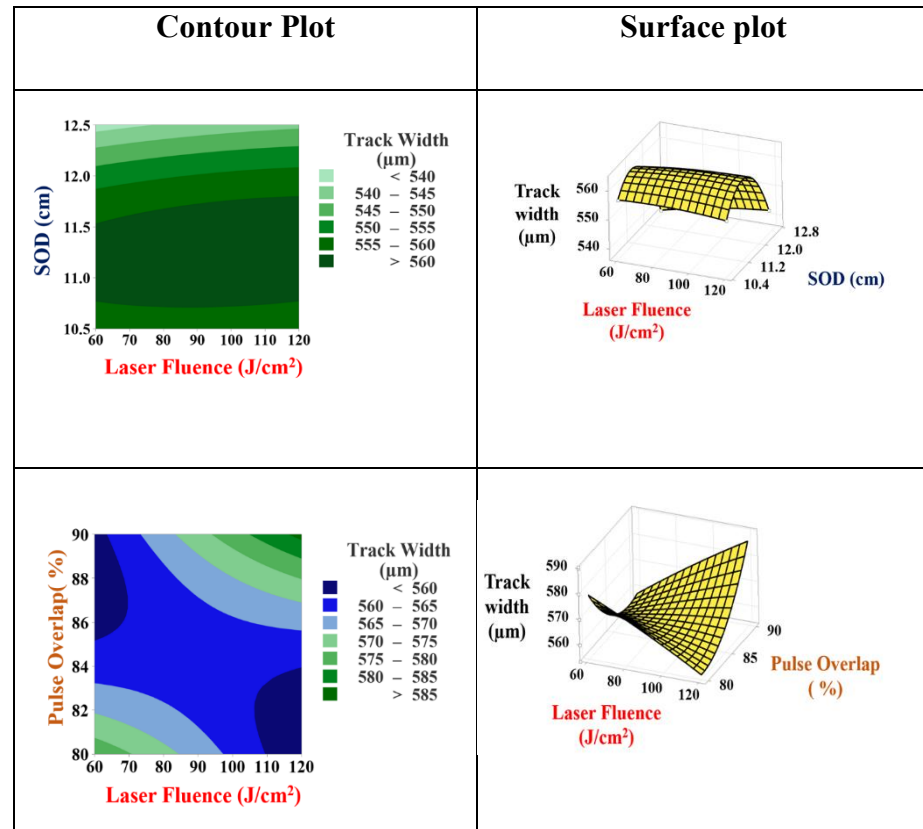 Contour Plot
Surface plot
12.5
12.0
11.5
11.0
10.5
SOD (cm)
60 70 80 90 100 110 120
Laser Fluence (J/cm²)
Track Width
(μm)
< 540
540 – 545
545 – 550
550 – 555
555 – 560
> 560
Track
width
(μm)
560
550
540
60 80 100 120
Laser Fluence
(J/cm²)
12.8
12.0
11.2
10.4
SOD (cm)
90
88
86
84
82
80
Pulse Overlap( %)
60 70 80 90 100 110 120
Laser Fluence (J/cm²)
Track Width
(μm)
< 560
560 – 565
565 – 570
570 – 575
575 – 580
580 – 585
> 585
Track
width
(μm)
590
580
570
560
60 80 100 120
Laser Fluence
(J/cm²)
90
85
80
Pulse Overlap
( %)